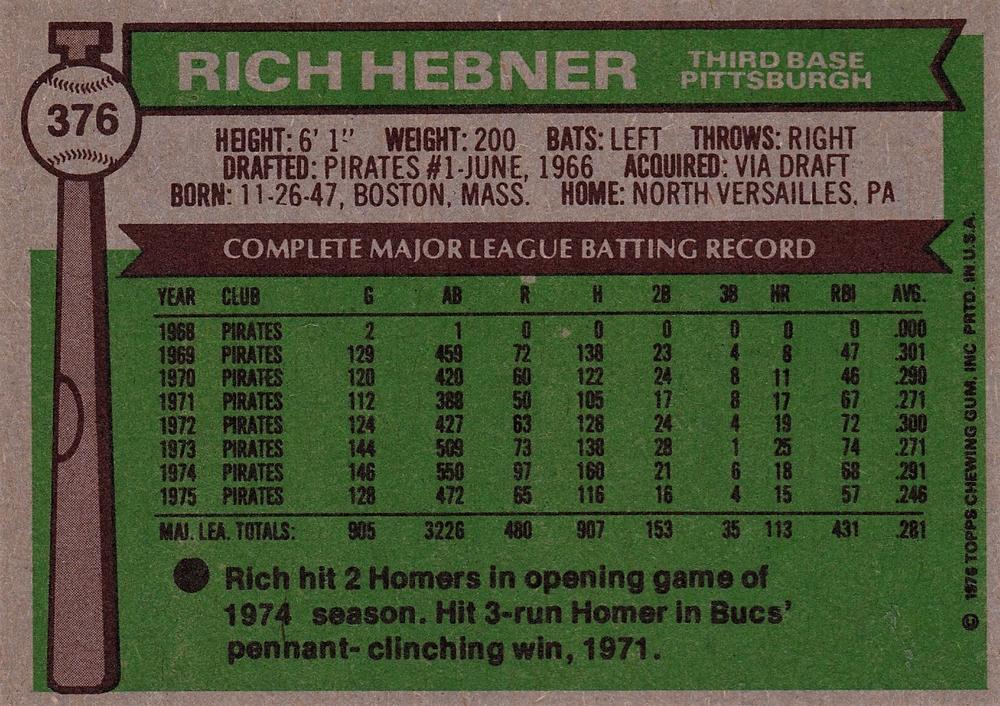 376
RICH HEBNER
THIRD BASE
PITTSBURGH
HEIGHT: 6' 1" WEIGHT: 200 BATS: LEFT THROWS: RIGHT
DRAFTED: PIRATES #1-JUNE, 1966 ACQUIRED: VIA DRAFT
BORN: 11-26-47, BOSTON, MASS. HOME: NORTH VERSAILLES, PA
COMPLETE MAJOR LEAGUE BATTING RECORD
YEAR CLUB G AB R H 2B 3B HR RBI AVG.
1968 PIRATES 2 1 0 0 0 0 0 0 .000
1969 PIRATES 129 459 72 138 23 4 8 47 .301
1970 PIRATES 120 420 60 122 24 8 11 46 .290
1971 PIRATES 112 388 50 105 17 8 17 67 .271
1972 PIRATES 124 427 63 128 24 4 19 72 .300
1973 PIRATES 144 509 73 138 28 1 25 74 .271
1974 PIRATES 146 550 97 160 21 6 18 68 .291
1975 PIRATES 128 472 65 116 16 4 15 57 .246
MAJ. LEA. TOTALS: 905 3226 480 907 153 35 113 431 .281
Rich hit 2 Homers in opening game of
1974 season. Hit 3-run Homer in Bucs'
pennant- clinching win, 1971.
© 1976 TOPPS CHEWING GUM, INC PRTD. IN U.S.A.